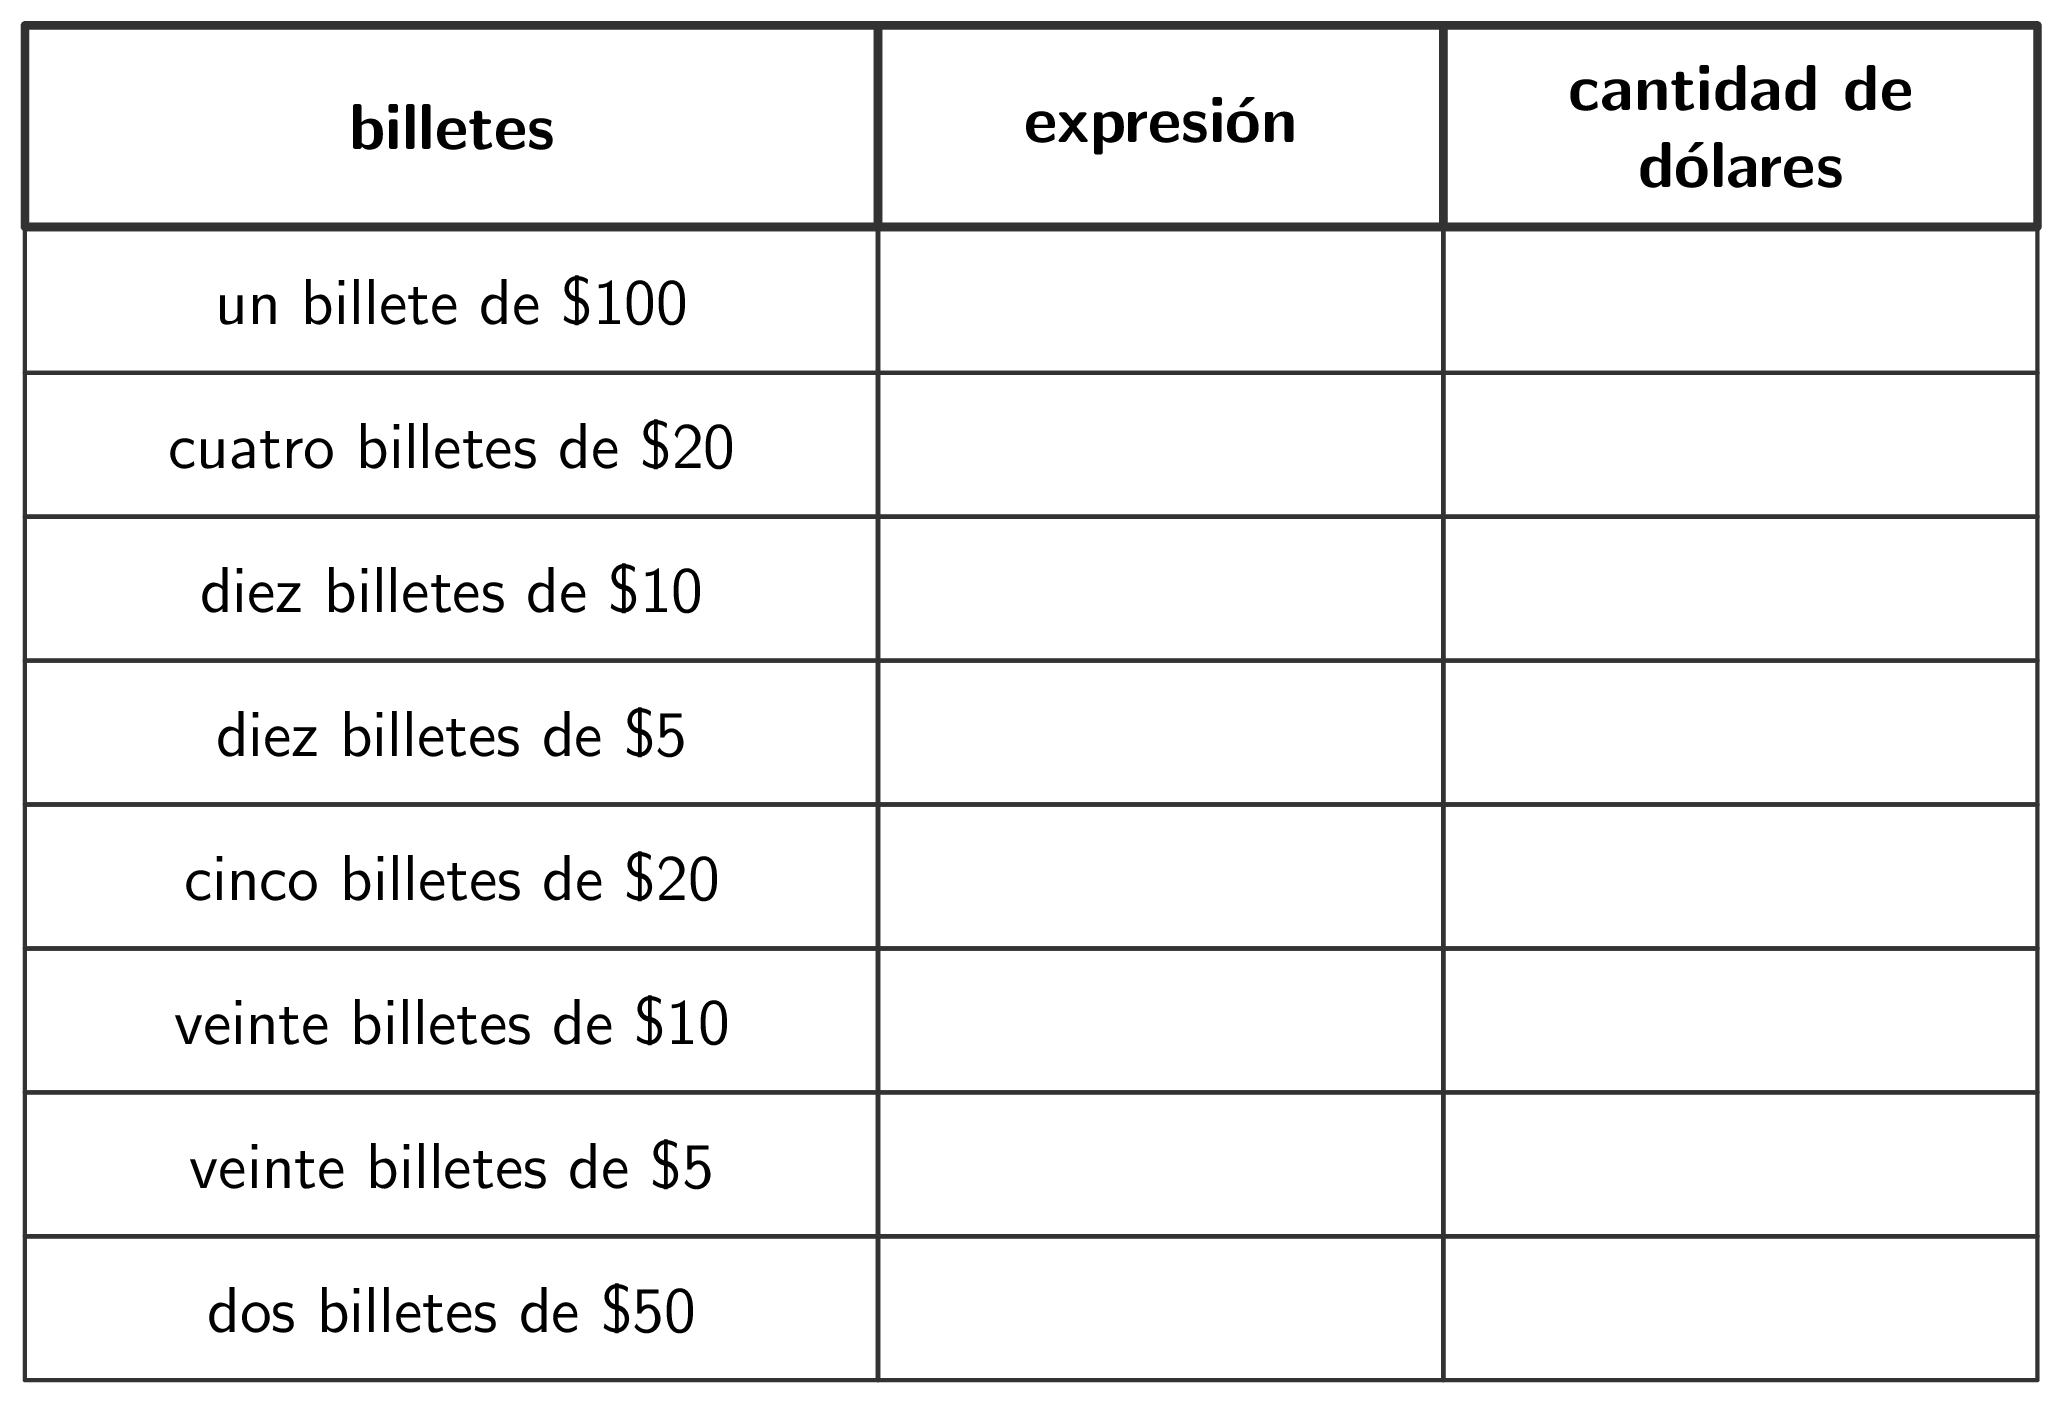 billetes
expresión
cantidad de
dólares
un billete de $100
cuatro billetes de $20
diez billetes de $10
diez billetes de $5
cinco billetes de $20
veinte billetes de $10
veinte billetes de $5
dos billetes de $50